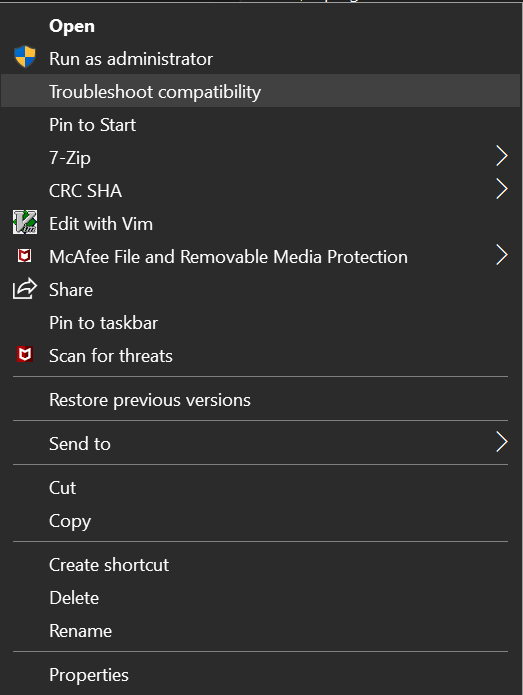 Open
Run as administrator
Troubleshoot compatibility
Pin to Start
7-Zip
CRC SHA
Edit with Vim
McAfee File and Removable Media Protection
Share
Pin to taskbar
Scan for threats
Restore previous versions
Send to
Cut
Copy
Create shortcut
Delete
Rename
Properties